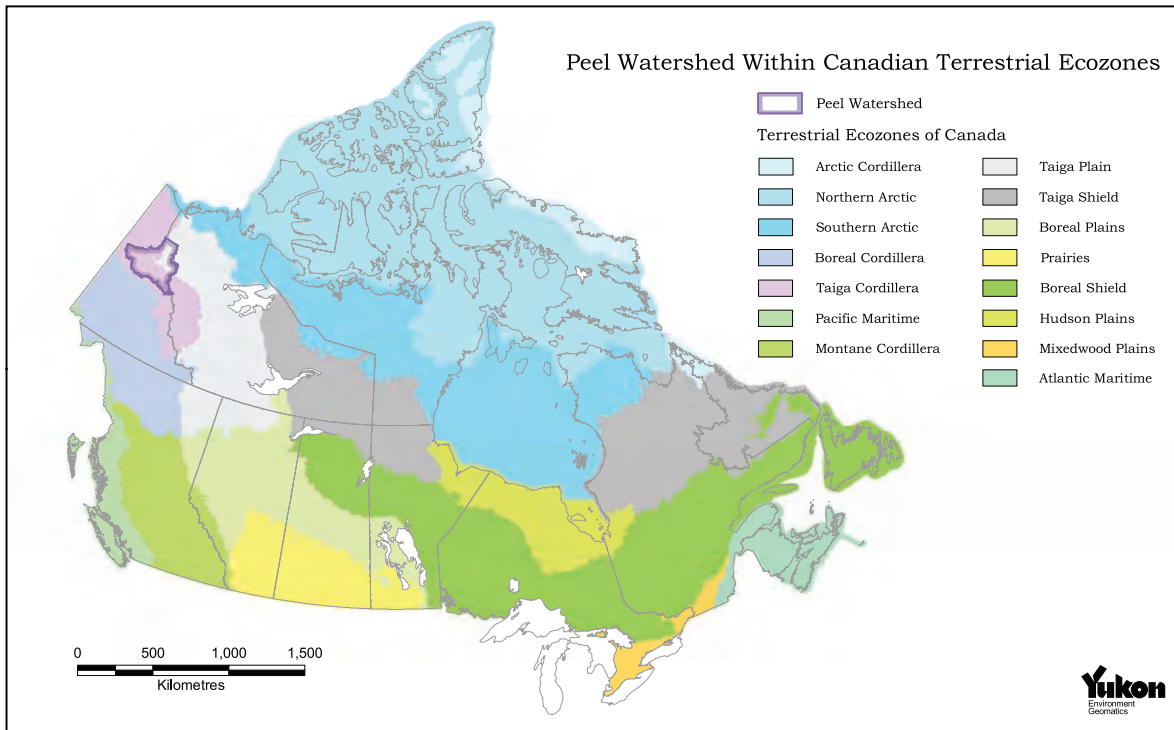 Peel Watershed Within Canadian Terrestrial Ecozones
Peel Watershed
Terrestrial Ecozones of Canada
Arctic Cordillera
Northern Arctic
Southern Arctic
Boreal Cordillera
Taiga Cordillera
Pacific Maritime
Montane Cordillera
Taiga Plain
Taiga Shield
Boreal Plains
Prairies
Boreal Shield
Hudson Plains
Mixedwood Plains
Atlantic Maritime
0 500 1,000 1,500
Kilometres
Yukon
Environment
Geomatics